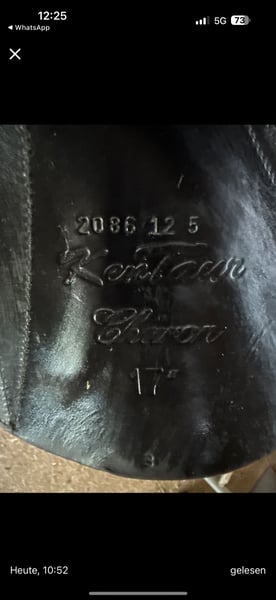 12:25
5G 73
◀ WhatsApp
2086 12 5
Kentaur
Charon
17"
Heute, 10:52
gelesen